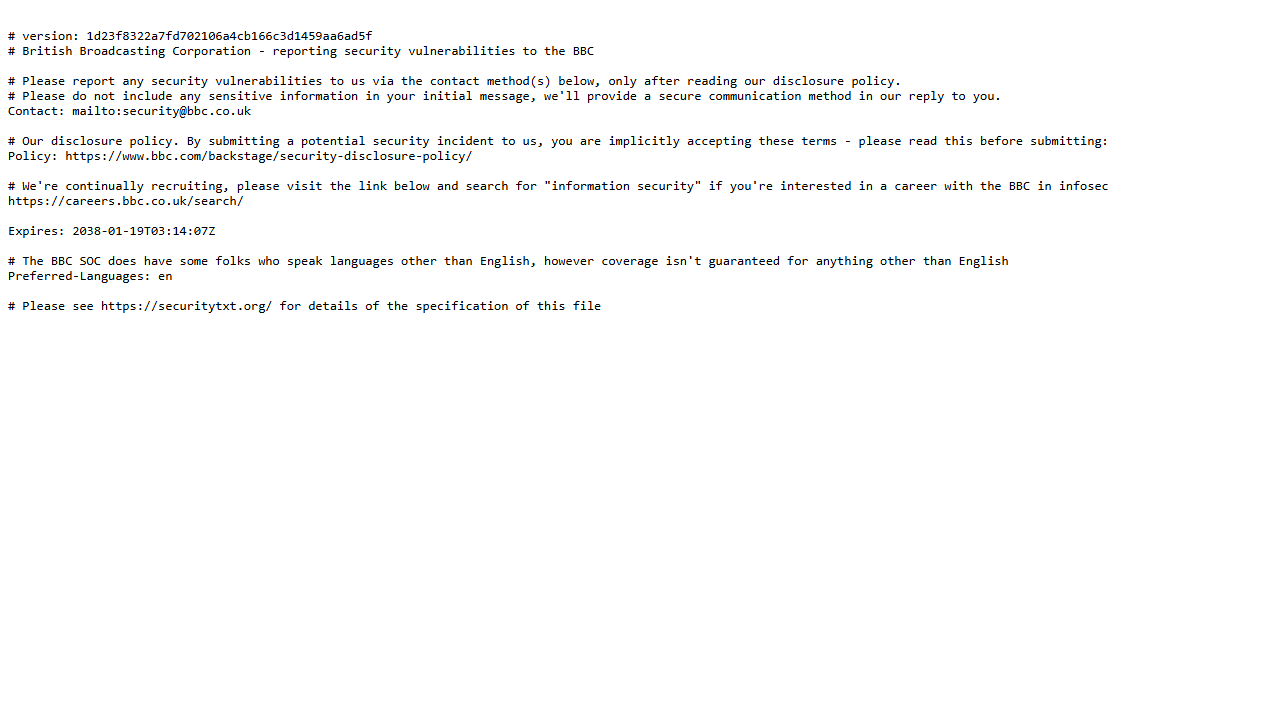 # version: 1d23f8322a7fd702106a4cb166c3d1459aa6ad5f
# British Broadcasting Corporation - reporting security vulnerabilities to the BBC
# Please report any security vulnerabilities to us via the contact method(s) below, only after reading our disclosure policy.
# Please do not include any sensitive information in your initial message, we'll provide a secure communication method in our reply to you.
Contact: mailto:security@bbc.co.uk
# Our disclosure policy. By submitting a potential security incident to us, you are implicitly accepting these terms - please read this before submitting:
Policy: https://www.bbc.com/backstage/security-disclosure-policy/
# We're continually recruiting, please visit the link below and search for "information security" if you're interested in a career with the BBC in infosec
https://careers.bbc.co.uk/search/
Expires: 2038-01-19T03:14:07Z
# The BBC SOC does have some folks who speak languages other than English, however coverage isn't guaranteed for anything other than English
Preferred-Languages: en
# Please see https://securitytxt.org/ for details of the specification of this file